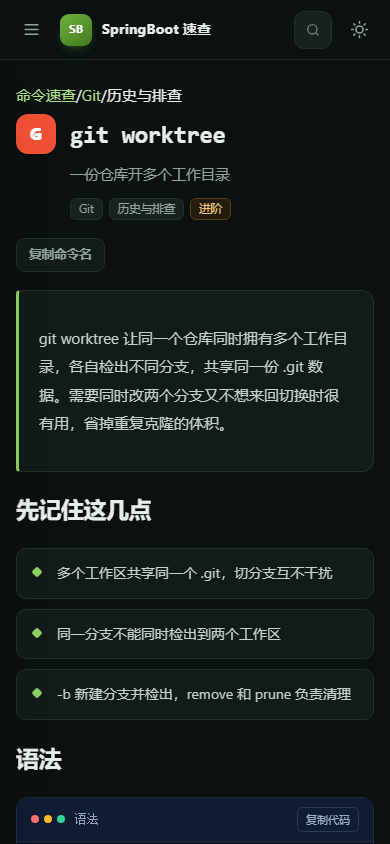 SB
SpringBoot 速查
命令速查/Git/历史与排查
G
git worktree
一份仓库开多个工作目录
Git
历史与排查
进阶
复制命令名
git worktree 让同一个仓库同时拥有多个工作目
录，各自检出不同分支，共享同一份 .git 数
据。需要同时改两个分支又不想来回切换时很
有用，省掉重复克隆的体积。
先记住这几点
多个工作区共享同一个 .git，切分支互不干扰
同一分支不能同时检出到两个工作区
-b 新建分支并检出，remove 和 prune 负责清理
语法
语法
复制代码